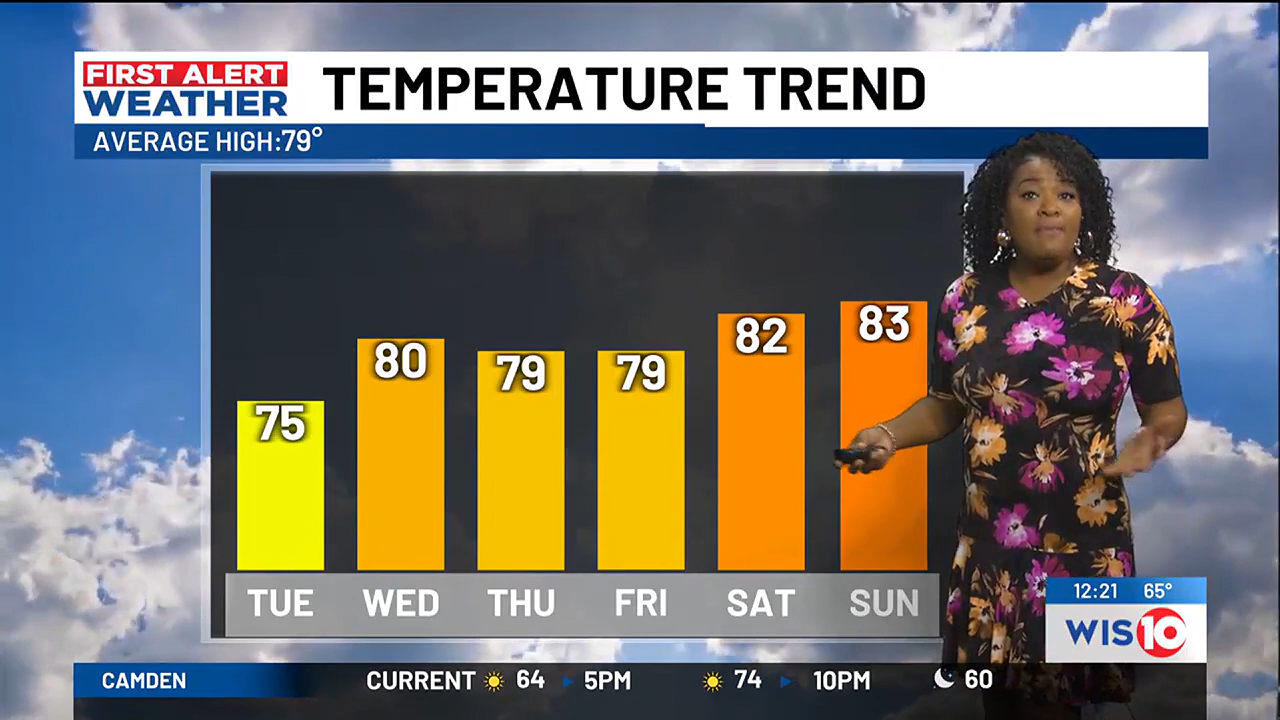 FIRST ALERT
WEATHER
TEMPERATURE TREND
AVERAGE HIGH:79°
75
80
79
79
82
83
TUE WED THU FRI SAT SUN
12:21 65°
WIS10
CAMDEN CURRENT 64 5PM 74 10PM 60